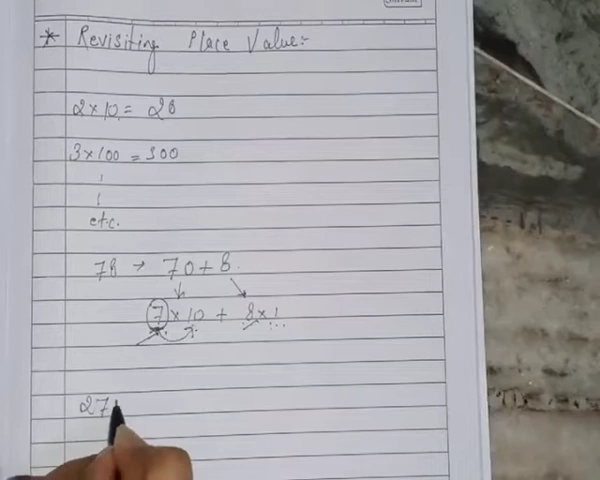 * Revisiting Place Value:-
2 × 10 = 20
3 × 100 = 300
etc.
78 → 70 + 8
7 × 10 + 8 × 1
27